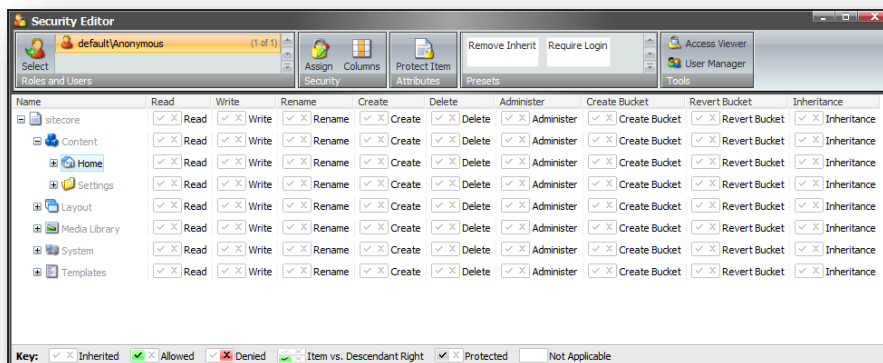 Security Editor
default\Anonymous (1 of 1)
Select
Assign Columns Protect Item
Remove Inherit Require Login
Access Viewer
User Manager
Roles and Users Security Attributes Presets Tools
Name Read Write Rename Create Delete Administer Create Bucket Revert Bucket Inheritance
sitecore Read Write Rename Create Delete Administer Create Bucket Revert Bucket Inheritance
Content Read Write Rename Create Delete Administer Create Bucket Revert Bucket Inheritance
Home Read Write Rename Create Delete Administer Create Bucket Revert Bucket Inheritance
Settings Read Write Rename Create Delete Administer Create Bucket Revert Bucket Inheritance
Layout Read Write Rename Create Delete Administer Create Bucket Revert Bucket Inheritance
Media Library Read Write Rename Create Delete Administer Create Bucket Revert Bucket Inheritance
System Read Write Rename Create Delete Administer Create Bucket Revert Bucket Inheritance
Templates Read Write Rename Create Delete Administer Create Bucket Revert Bucket Inheritance
Key: Inherited Allowed Denied Item vs. Descendant Right Protected Not Applicable